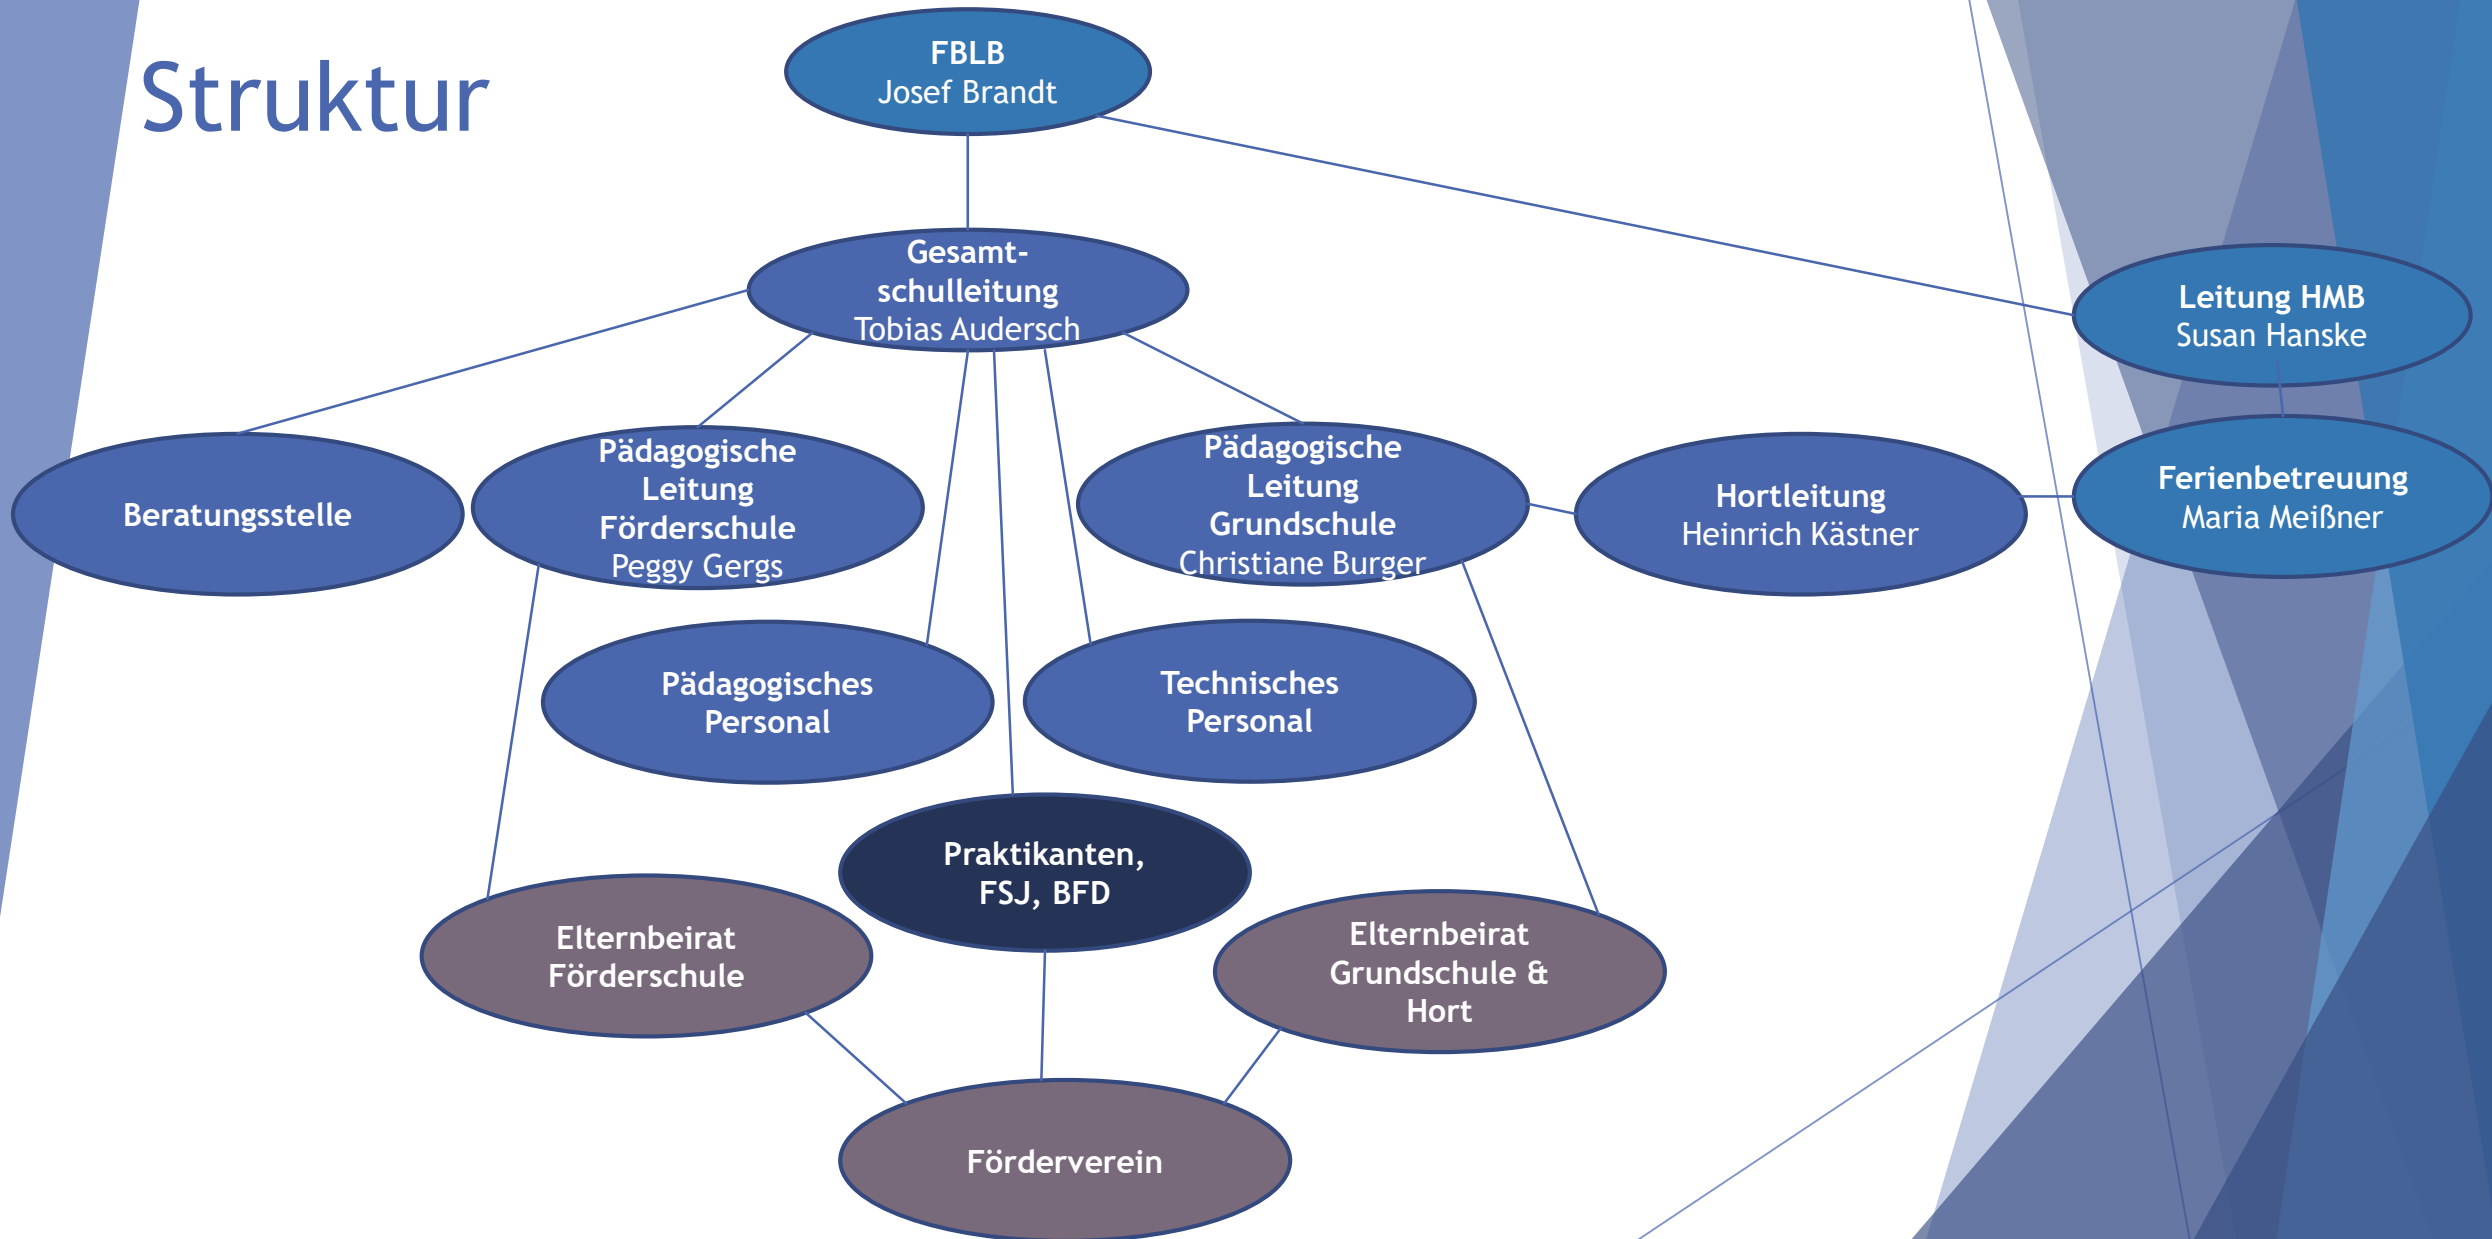 Struktur
FBLB
Josef Brandt
Gesamt-
schulleitung
Tobias Audersch
Leitung HMB
Susan Hanske
Beratungsstelle
Pädagogische
Leitung
Förderschule
Peggy Gergs
Pädagogische
Leitung
Grundschule
Christiane Burger
Hortleitung
Heinrich Kästner
Ferienbetreuung
Maria Meißner
Pädagogisches
Personal
Technisches
Personal
Praktikanten,
FSJ, BFD
Elternbeirat
Förderschule
Elternbeirat
Grundschule &
Hort
Förderverein